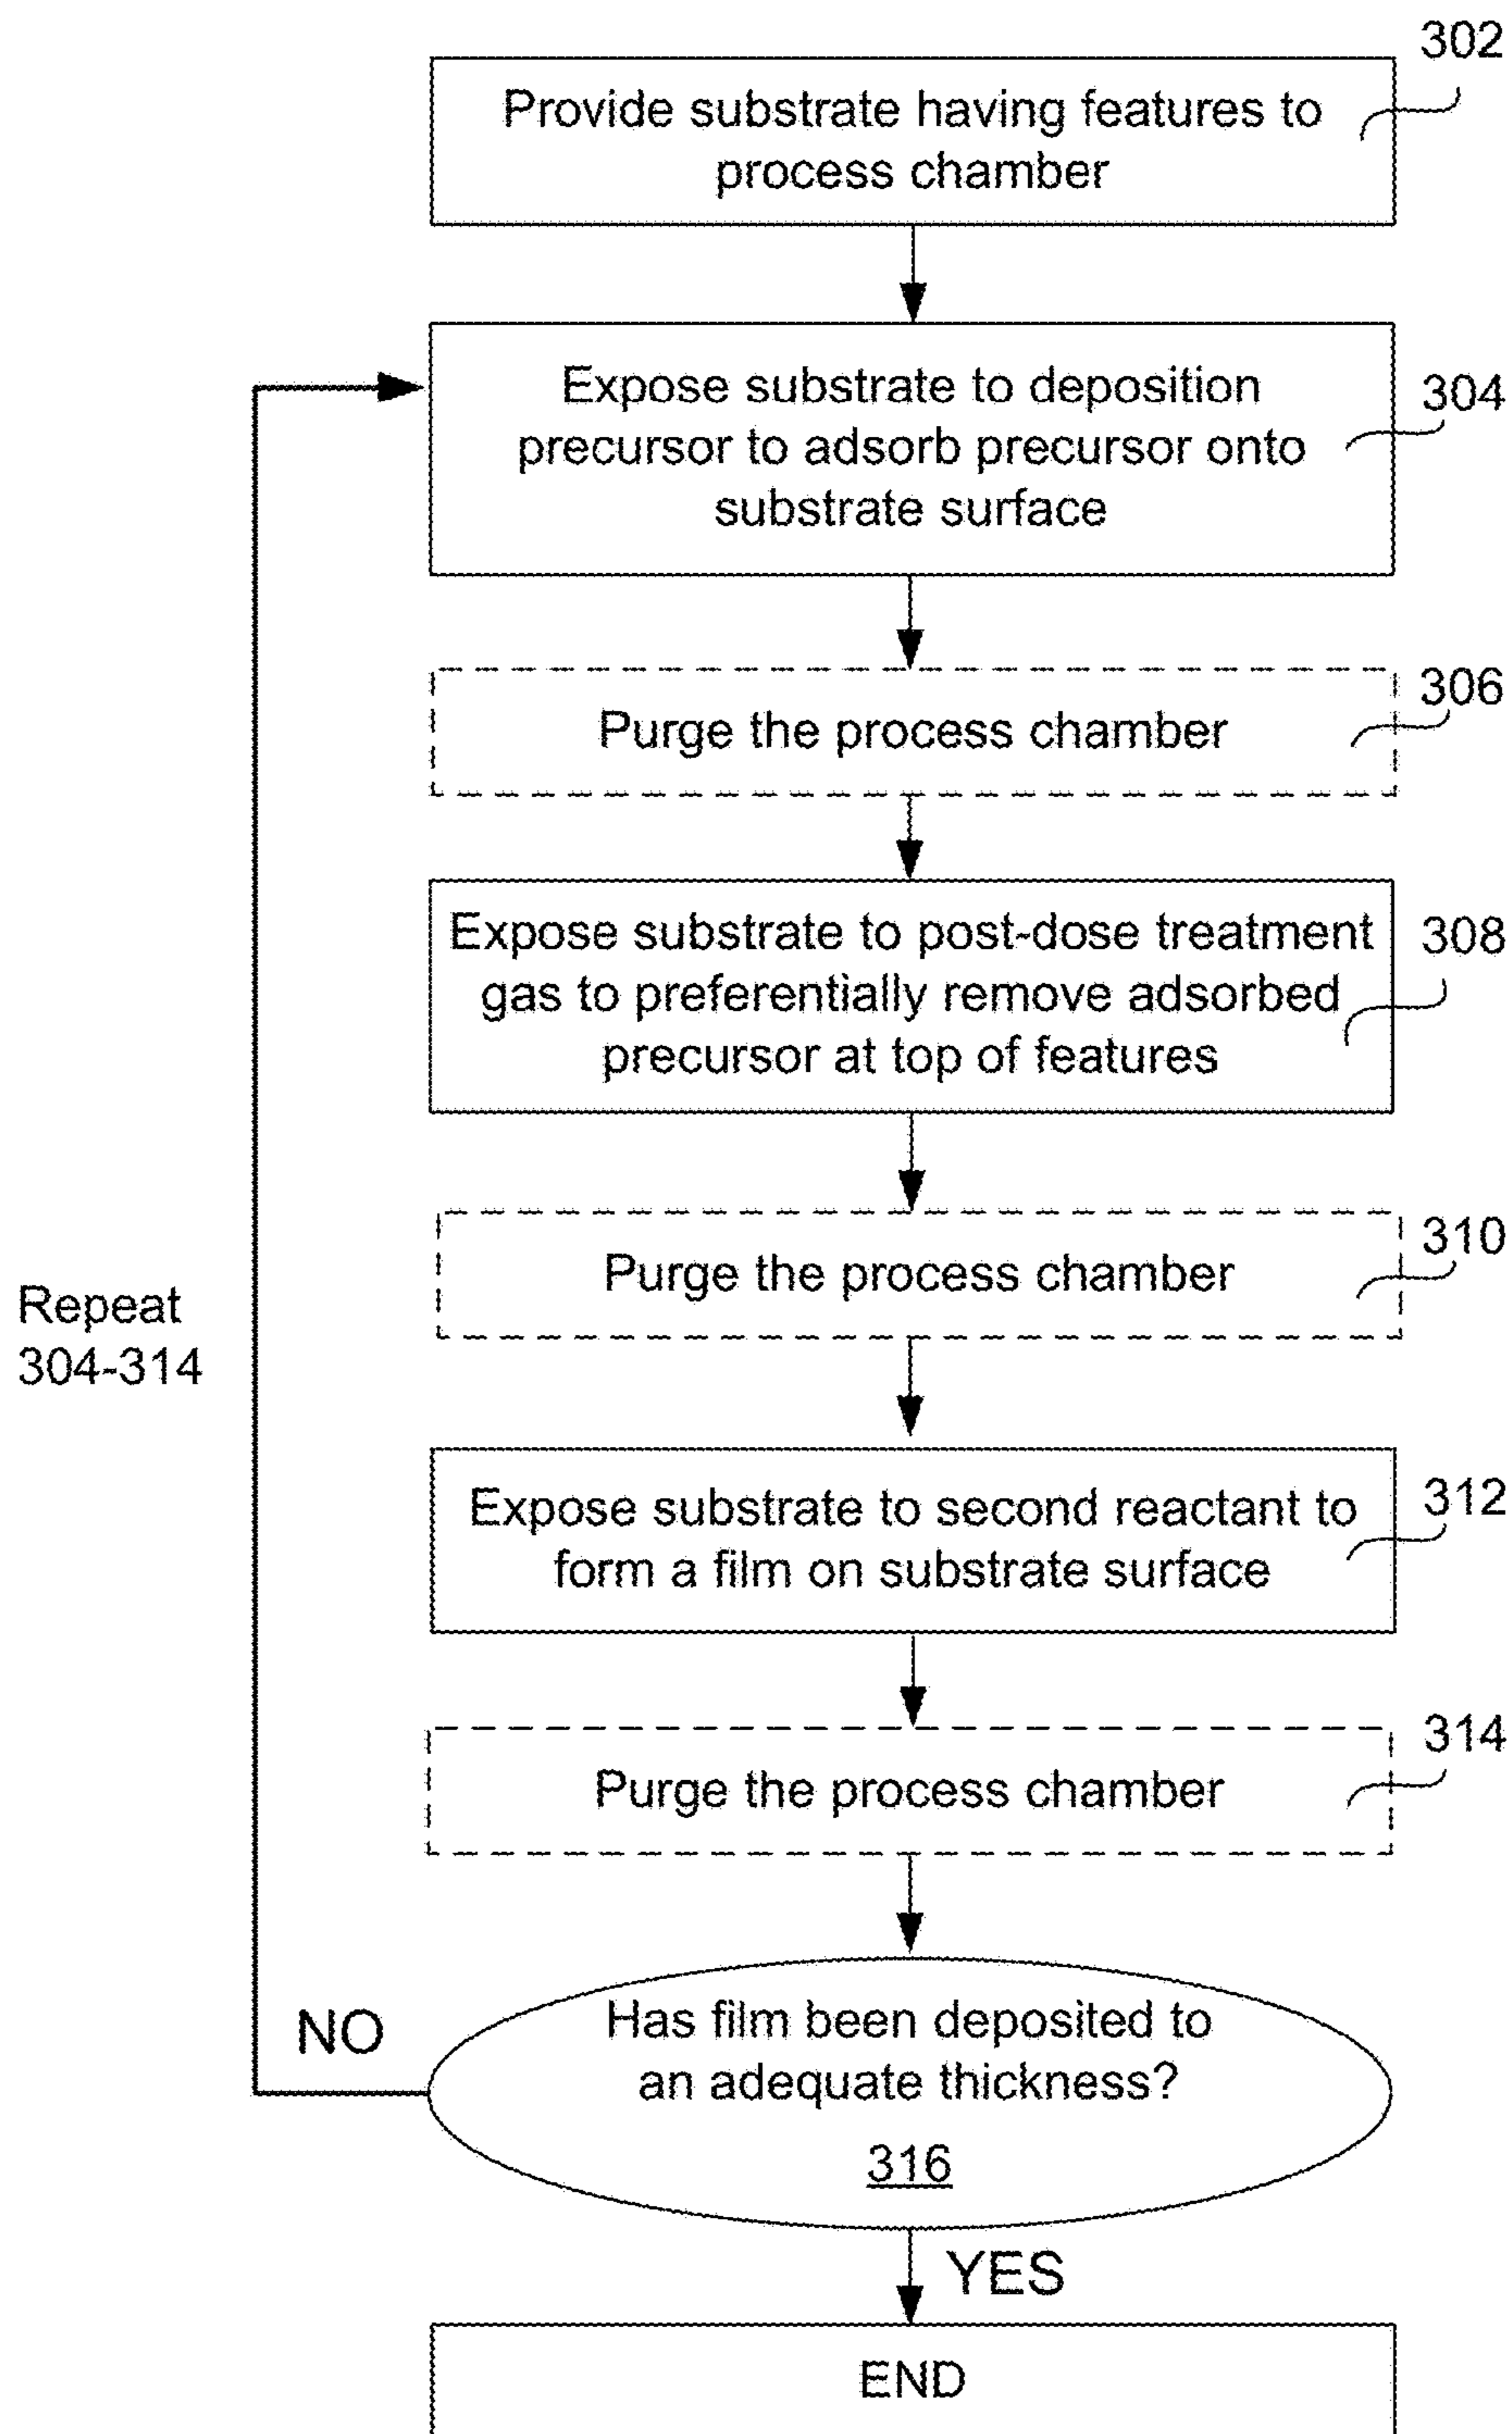 302
Provide substrate having features to
process chamber
Expose substrate to deposition
precursor to adsorb precursor onto
substrate surface
304
306
Purge the process chamber
Expose substrate to post-dose treatment
gas to preferentially remove adsorbed
precursor at top of features
308
310
Purge the process chamber
Repeat
304-314
Expose substrate to second reactant to
form a film on substrate surface
312
314
Purge the process chamber
Has film been deposited to
an adequate thickness?
316
NO
YES
END